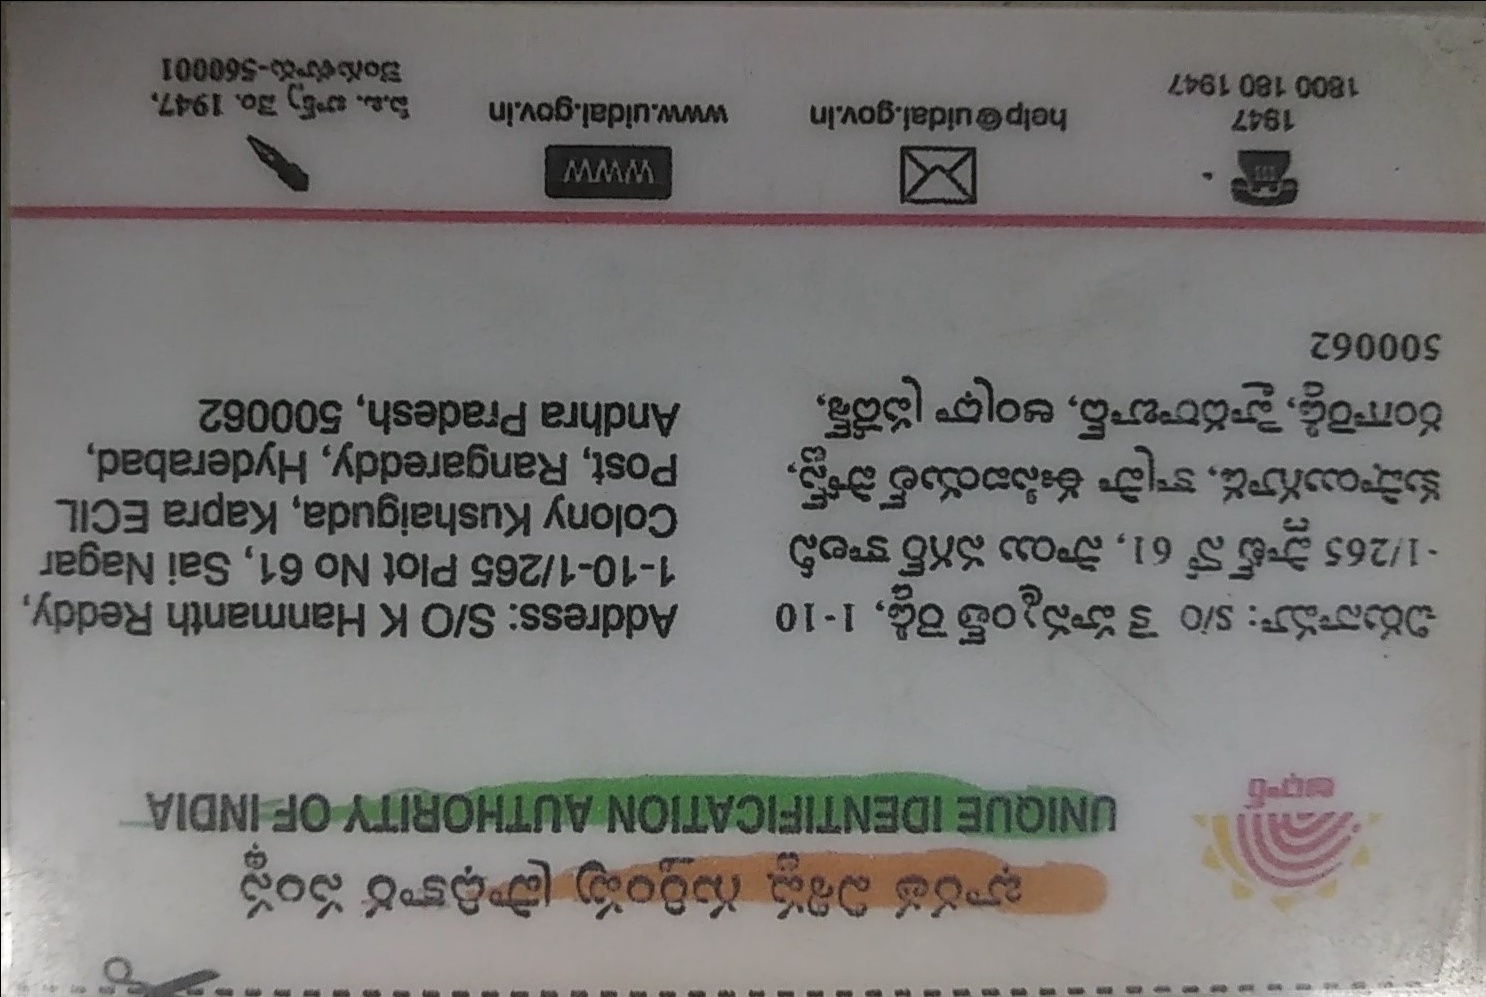 భారత విశిష్ట గుర్తింపు ప్రాధికార సంస్థ
UNIQUE IDENTIFICATION AUTHORITY OF INDIA
ఆధార్
చిరునామా: S/O కె హన్మంత్ రెడ్డి, 1-10
-1/265 ప్లాట్ నో 61, సాయి నగర్ కాలనీ
కుషాయిగూడ, కాప్రా ఈసిఐయల్ పోస్ట్,
రంగారెడ్డి, హైదరాబాద్, ఆంధ్రా ప్రదేశ్,
500062
Address: S/O K Hanmanth Reddy,
1-10-1/265 Plot No 61, Sai Nagar
Colony Kushaiguda, Kapra ECIL
Post, Rangareddy, Hyderabad,
Andhra Pradesh, 500062
1947
1800 180 1947
help@uidai.gov.in
WWW
www.uidai.gov.in
పి.ఒ. బాక్స్ నెం. 1947,
బెంగుళూరు-560001